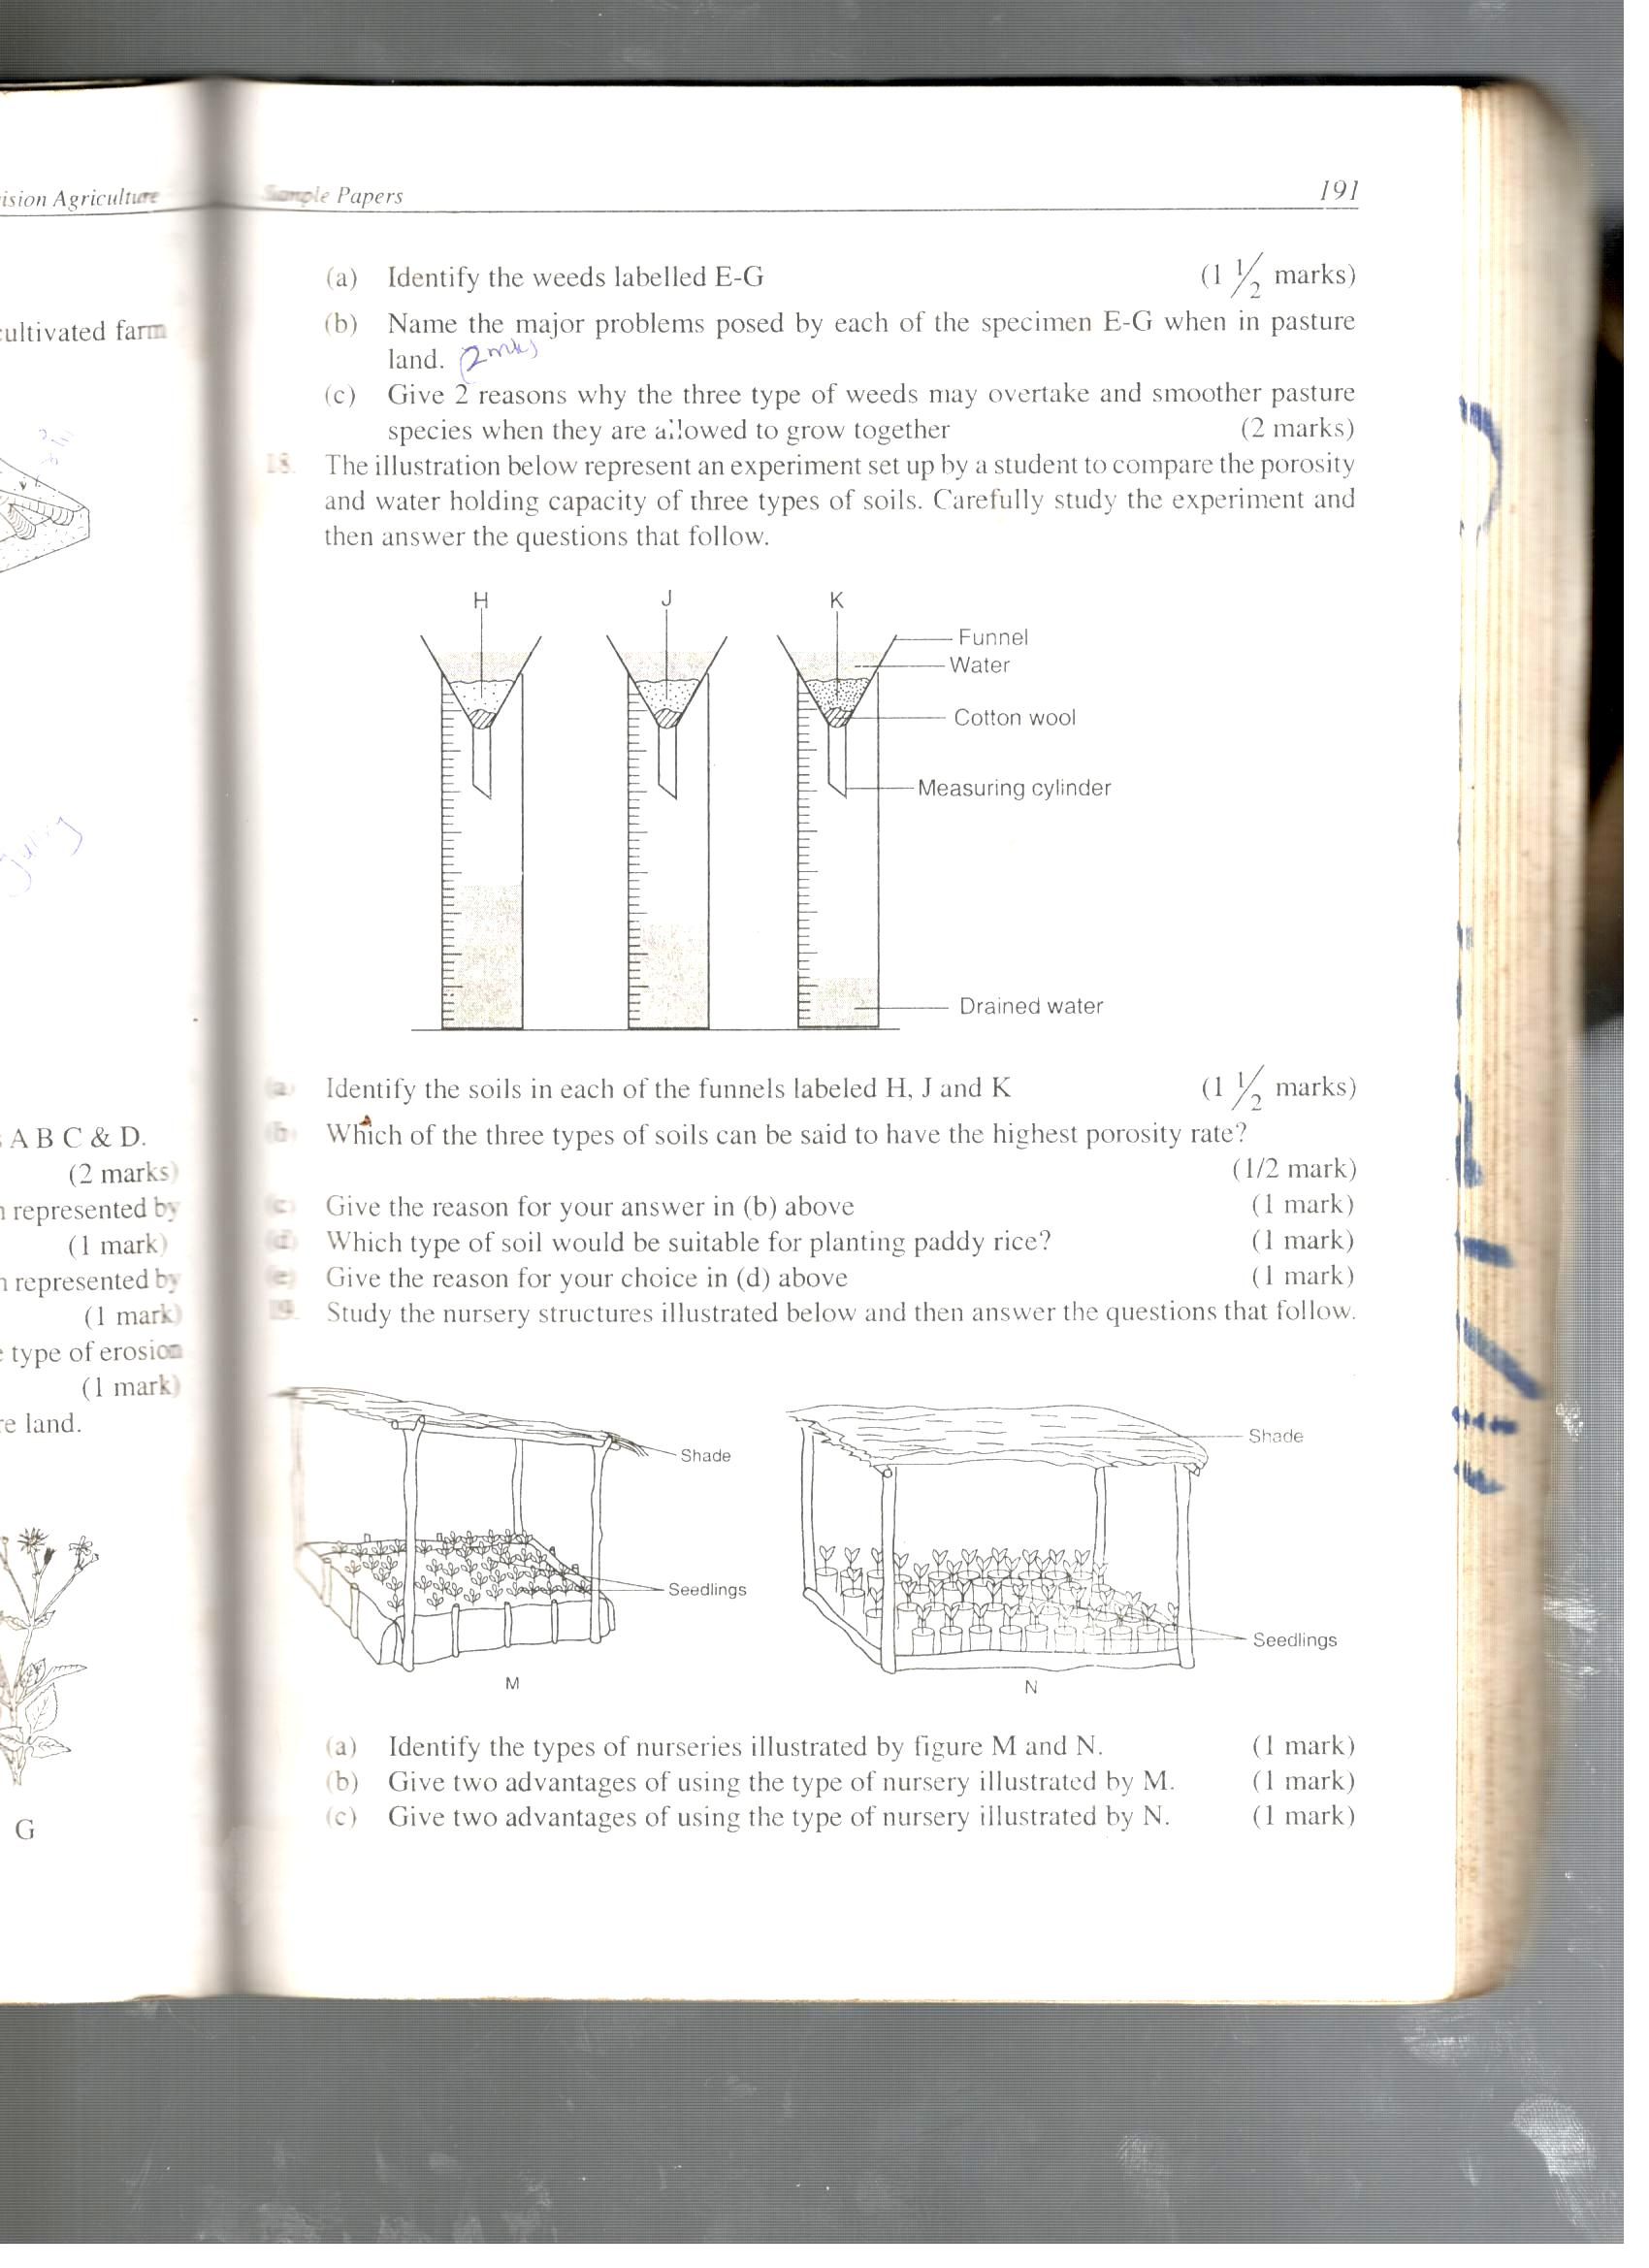 ision Agriculture
cultivated farm
A B C & D.
(2 marks)
represented by
(1 mark)
represented by
(1 mark)
type of erosion
(1 mark)
re land.
G
Sample Papers 191
(a) Identify the weeds labelled E-G (1 1/2 marks)
(b) Name the major problems posed by each of the specimen E-G when in pasture
land. (2 mks)
(c) Give 2 reasons why the three type of weeds may overtake and smoother pasture
species when they are allowed to grow together (2 marks)
18. The illustration below represent an experiment set up by a student to compare the porosity
and water holding capacity of three types of soils. Carefully study the experiment and
then answer the questions that follow.
H J K
Funnel
Water
Cotton wool
Measuring cylinder
Drained water
(a) Identify the soils in each of the funnels labeled H, J and K (1 1/2 marks)
(b) Which of the three types of soils can be said to have the highest porosity rate?
(1/2 mark)
(c) Give the reason for your answer in (b) above (1 mark)
(d) Which type of soil would be suitable for planting paddy rice? (1 mark)
(e) Give the reason for your choice in (d) above (1 mark)
19. Study the nursery structures illustrated below and then answer the questions that follow.
Shade
Shade
Seedlings
Seedlings
M
N
(a) Identify the types of nurseries illustrated by figure M and N. (1 mark)
(b) Give two advantages of using the type of nursery illustrated by M. (1 mark)
(c) Give two advantages of using the type of nursery illustrated by N. (1 mark)